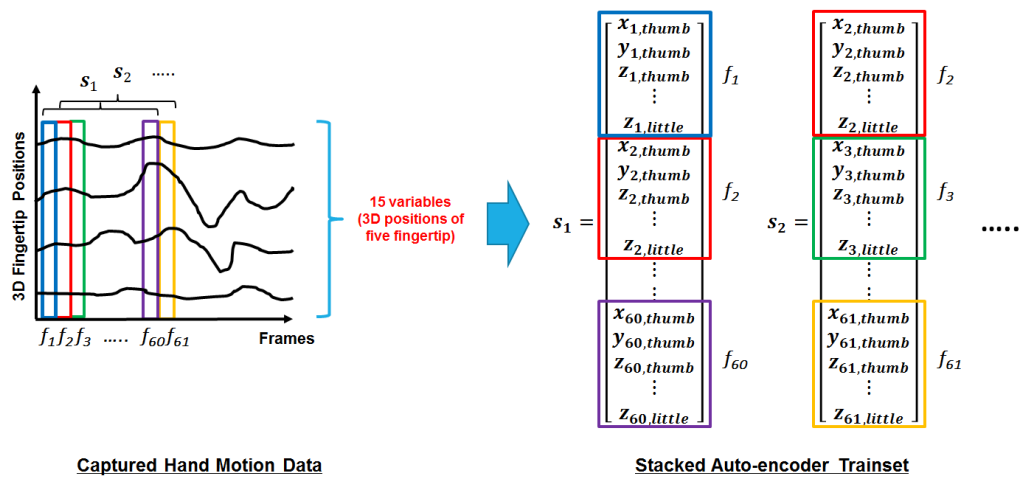 s1 s2 .....
3D Fingertip Positions
f1 f2 f3 ..... f60 f61 Frames
Captured Hand Motion Data
15 variables
(3D positions of
five fingertip)
s1 =
x1,thumb
y1,thumb
z1,thumb
⋮
z1,little
f1
x2,thumb
y2,thumb
z2,thumb
⋮
z2,little
f2
⋮ ⋮
x60,thumb
y60,thumb
z60,thumb
⋮
z60,little
f60
s2 =
x2,thumb
y2,thumb
z2,thumb
⋮
z2,little
f2
x3,thumb
y3,thumb
z3,thumb
⋮
z3,little
f3
⋮ ⋮
x61,thumb
y61,thumb
z61,thumb
⋮
z61,little
f61
.....
Stacked Auto-encoder Trainset